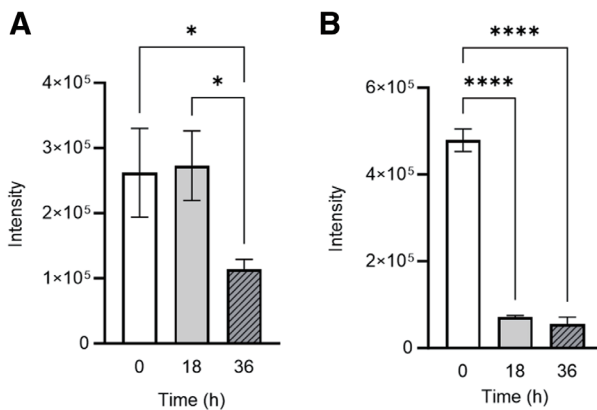 A
*
*
4×10⁵
3×10⁵
2×10⁵
1×10⁵
0
Intensity
0 18 36
Time (h)
B
****
****
6×10⁵
4×10⁵
2×10⁵
0
Intensity
0 18 36
Time (h)